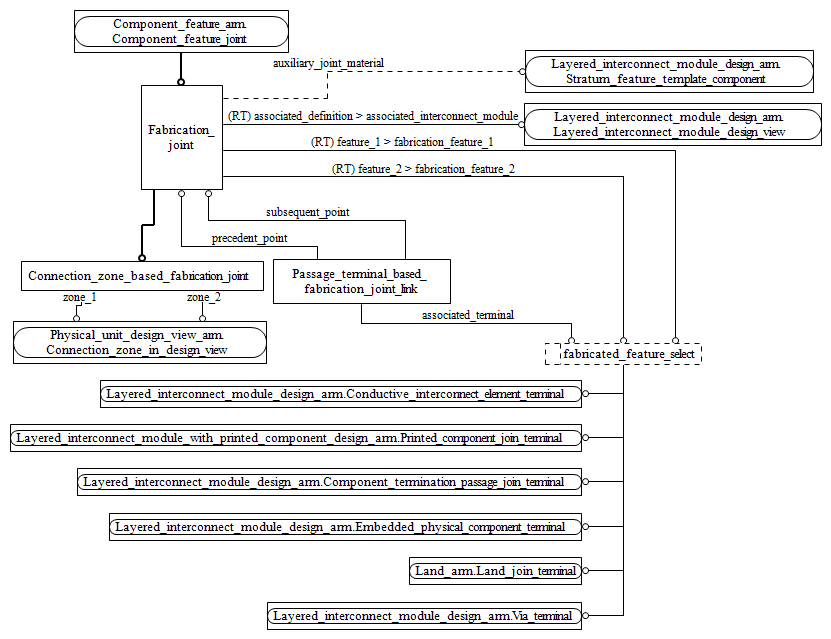 Component_feature_arm.
Component_feature_joint
auxiliary_joint_material
Layered_interconnect_module_design_arm.
Stratum_feature_template_component
(RT) associated_definition > associated_interconnect_module
Layered_interconnect_module_design_arm.
Layered_interconnect_module_design_view
Fabrication_
joint
(RT) feature_1 > fabrication_feature_1
(RT) feature_2 > fabrication_feature_2
subsequent_point
precedent_point
Connection_zone_based_fabrication_joint
Passage_terminal_based_
fabrication_joint_link
zone_1
zone_2
associated_terminal
Physical_unit_design_view_arm.
Connection_zone_in_design_view
fabricated_feature_select
Layered_interconnect_module_design_arm.Conductive_interconnect_element_terminal
Layered_interconnect_module_with_printed_component_design_arm.Printed_component_join_terminal
Layered_interconnect_module_design_arm.Component_termination_passage_join_terminal
Layered_interconnect_module_design_arm.Embedded_physical_component_terminal
Land_arm.Land_join_terminal
Layered_interconnect_module_design_arm.Via_terminal